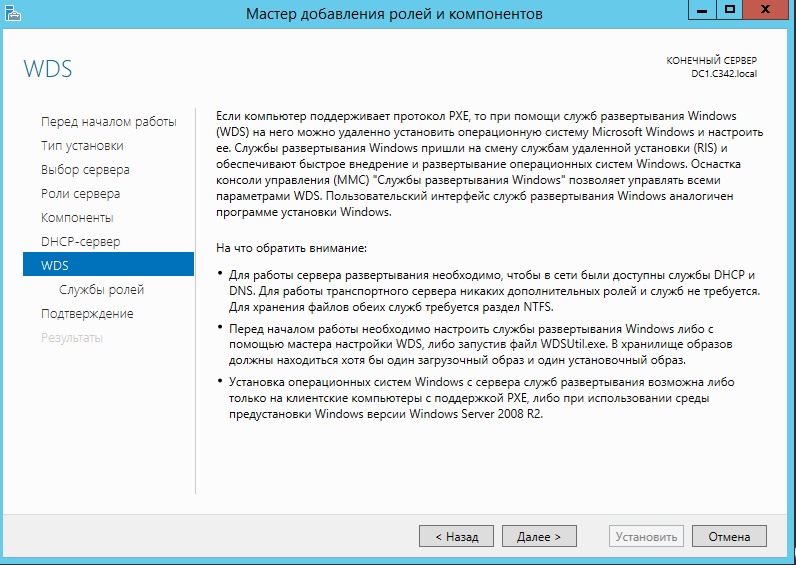 Мастер добавления ролей и компонентов
WDS
КОНЕЧНЫЙ СЕРВЕР
DC1.C342.local
Перед началом работы
Тип установки
Выбор сервера
Роли сервера
Компоненты
DHCP-сервер
WDS
Службы ролей
Подтверждение
Результаты
Если компьютер поддерживает протокол PXE, то при помощи служб развертывания Windows
(WDS) на него можно удаленно установить операционную систему Microsoft Windows и настроить
ее. Службы развертывания Windows пришли на смену службам удаленной установки (RIS) и
обеспечивают быстрое внедрение и развертывание операционных систем Windows. Оснастка
консоли управления (MMC) "Службы развертывания Windows" позволяет управлять всеми
параметрами WDS. Пользовательский интерфейс служб развертывания Windows аналогичен
программе установки Windows.
На что обратить внимание:
• Для работы сервера развертывания необходимо, чтобы в сети были доступны службы DHCP и
DNS. Для работы транспортного сервера никаких дополнительных ролей и служб не требуется.
Для хранения файлов обеих служб требуется раздел NTFS.
• Перед началом работы необходимо настроить службы развертывания Windows либо с
помощью мастера настройки WDS, либо запустив файл WDSUtil.exe. В хранилище образов
должны находиться хотя бы один загрузочный образ и один установочный образ.
• Установка операционных систем Windows с сервера служб развертывания возможна либо
только на клиентские компьютеры с поддержкой PXE, либо при использовании среды
предустановки Windows версии Windows Server 2008 R2.
< Назад
Далее >
Установить
Отмена